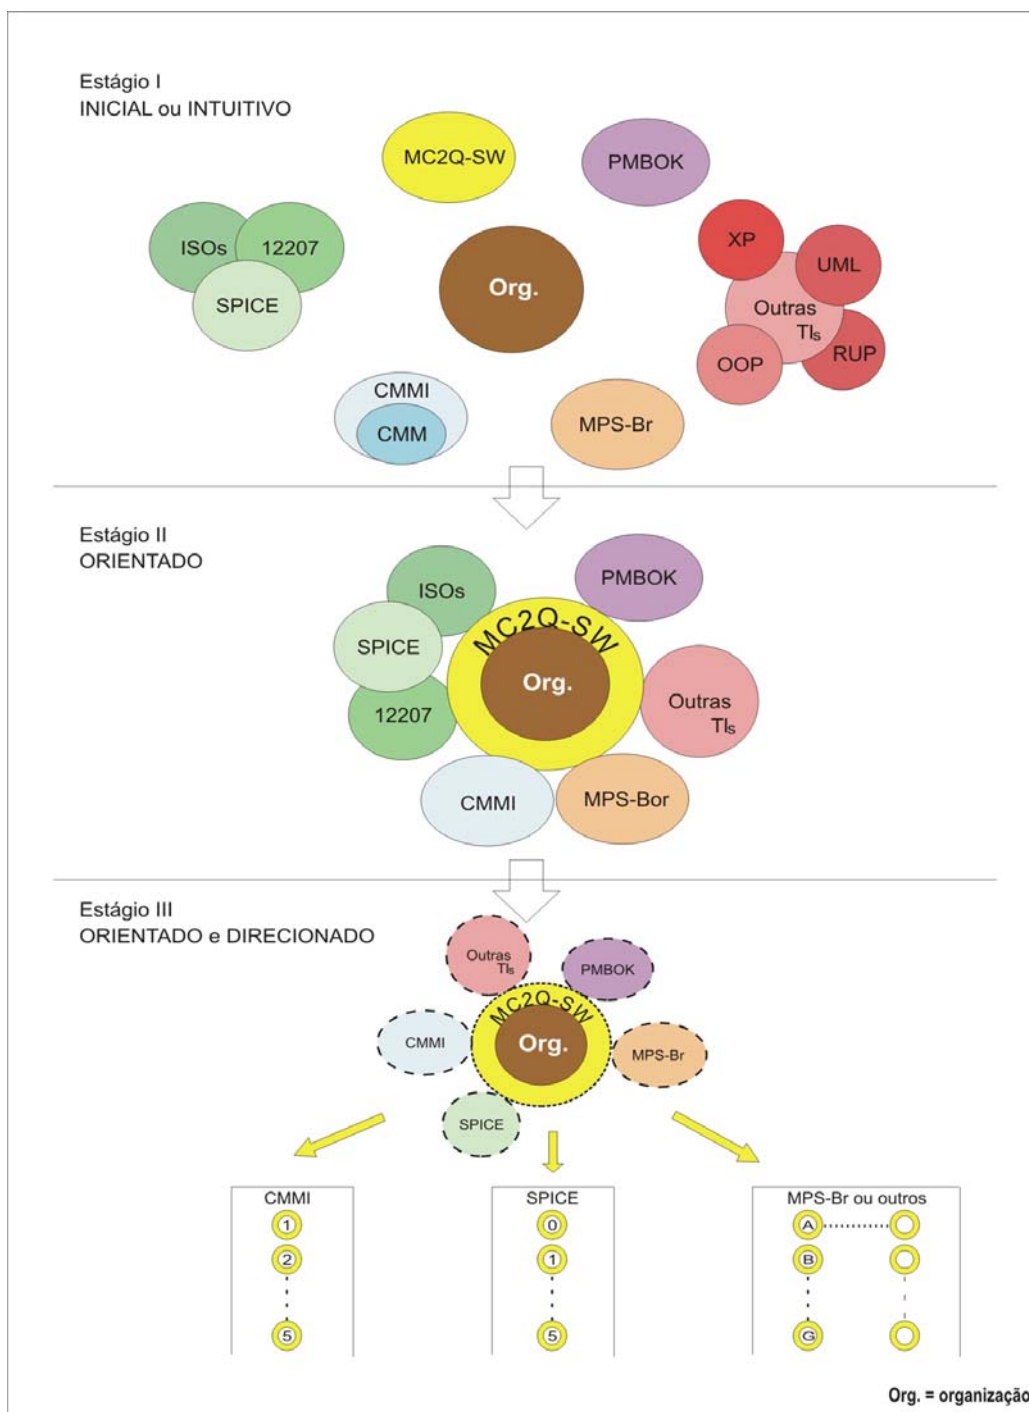 Estágio I
INICIAL ou INTUITIVO
MC2Q-SW
PMBOK
ISOs
12207
SPICE
Org.
XP
UML
Outras
TIs
OOP
RUP
CMMI
CMM
MPS-Br
Estágio II
ORIENTADO
ISOs
PMBOK
SPICE
MC2Q-SW
Org.
12207
Outras
TIs
CMMI
MPS-Bor
Estágio III
ORIENTADO e DIRECIONADO
Outras
TIs
PMBOK
MC2Q-SW
CMMI
Org.
MPS-Br
SPICE
CMMI
1
2
5
SPICE
0
1
5
MPS-Br ou outros
A
B
G
Org. = organização